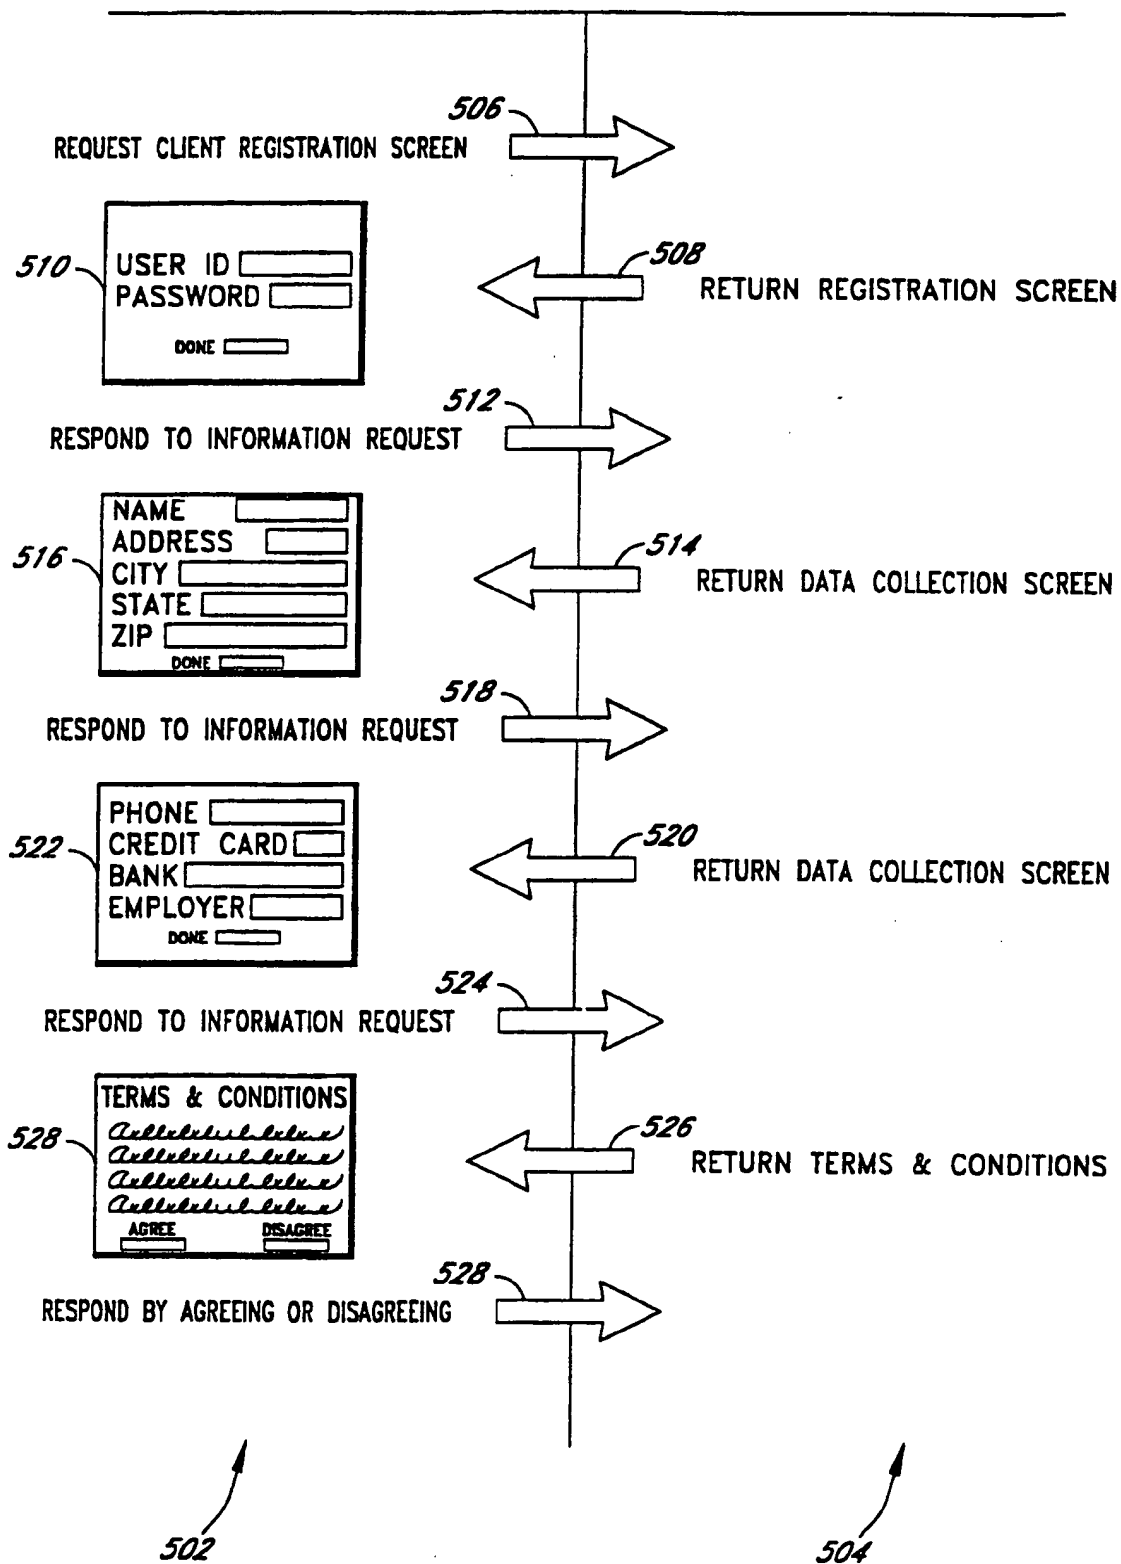 506
REQUEST CLIENT REGISTRATION SCREEN
510
USER ID
PASSWORD
DONE
508
RETURN REGISTRATION SCREEN
512
RESPOND TO INFORMATION REQUEST
516
NAME
ADDRESS
CITY
STATE
ZIP
DONE
514
RETURN DATA COLLECTION SCREEN
518
RESPOND TO INFORMATION REQUEST
522
PHONE
CREDIT CARD
BANK
EMPLOYER
DONE
520
RETURN DATA COLLECTION SCREEN
524
RESPOND TO INFORMATION REQUEST
528
TERMS & CONDITIONS
AGREE
DISAGREE
526
RETURN TERMS & CONDITIONS
528
RESPOND BY AGREEING OR DISAGREEING
502
504